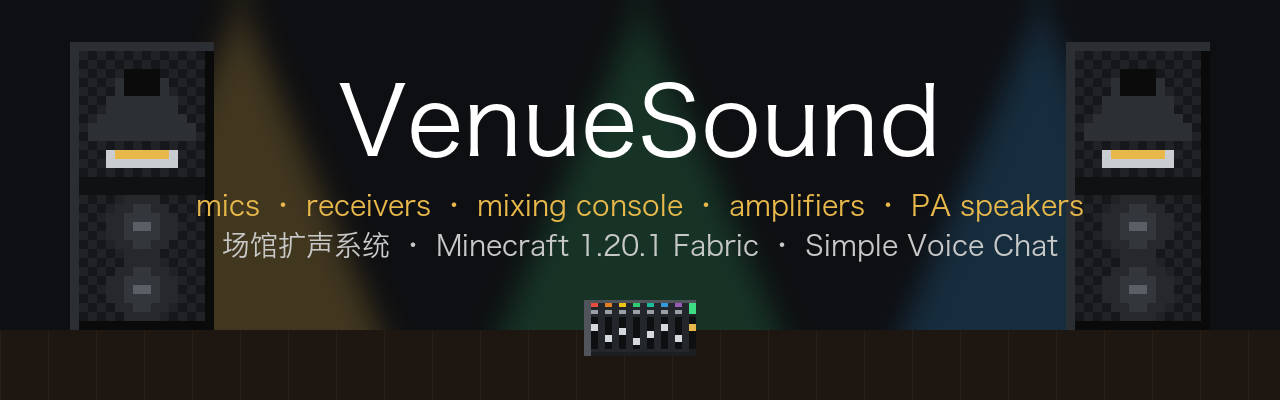 VenueSound
mics · receivers · mixing console · amplifiers · PA speakers
场馆扩声系统 · Minecraft 1.20.1 Fabric · Simple Voice Chat